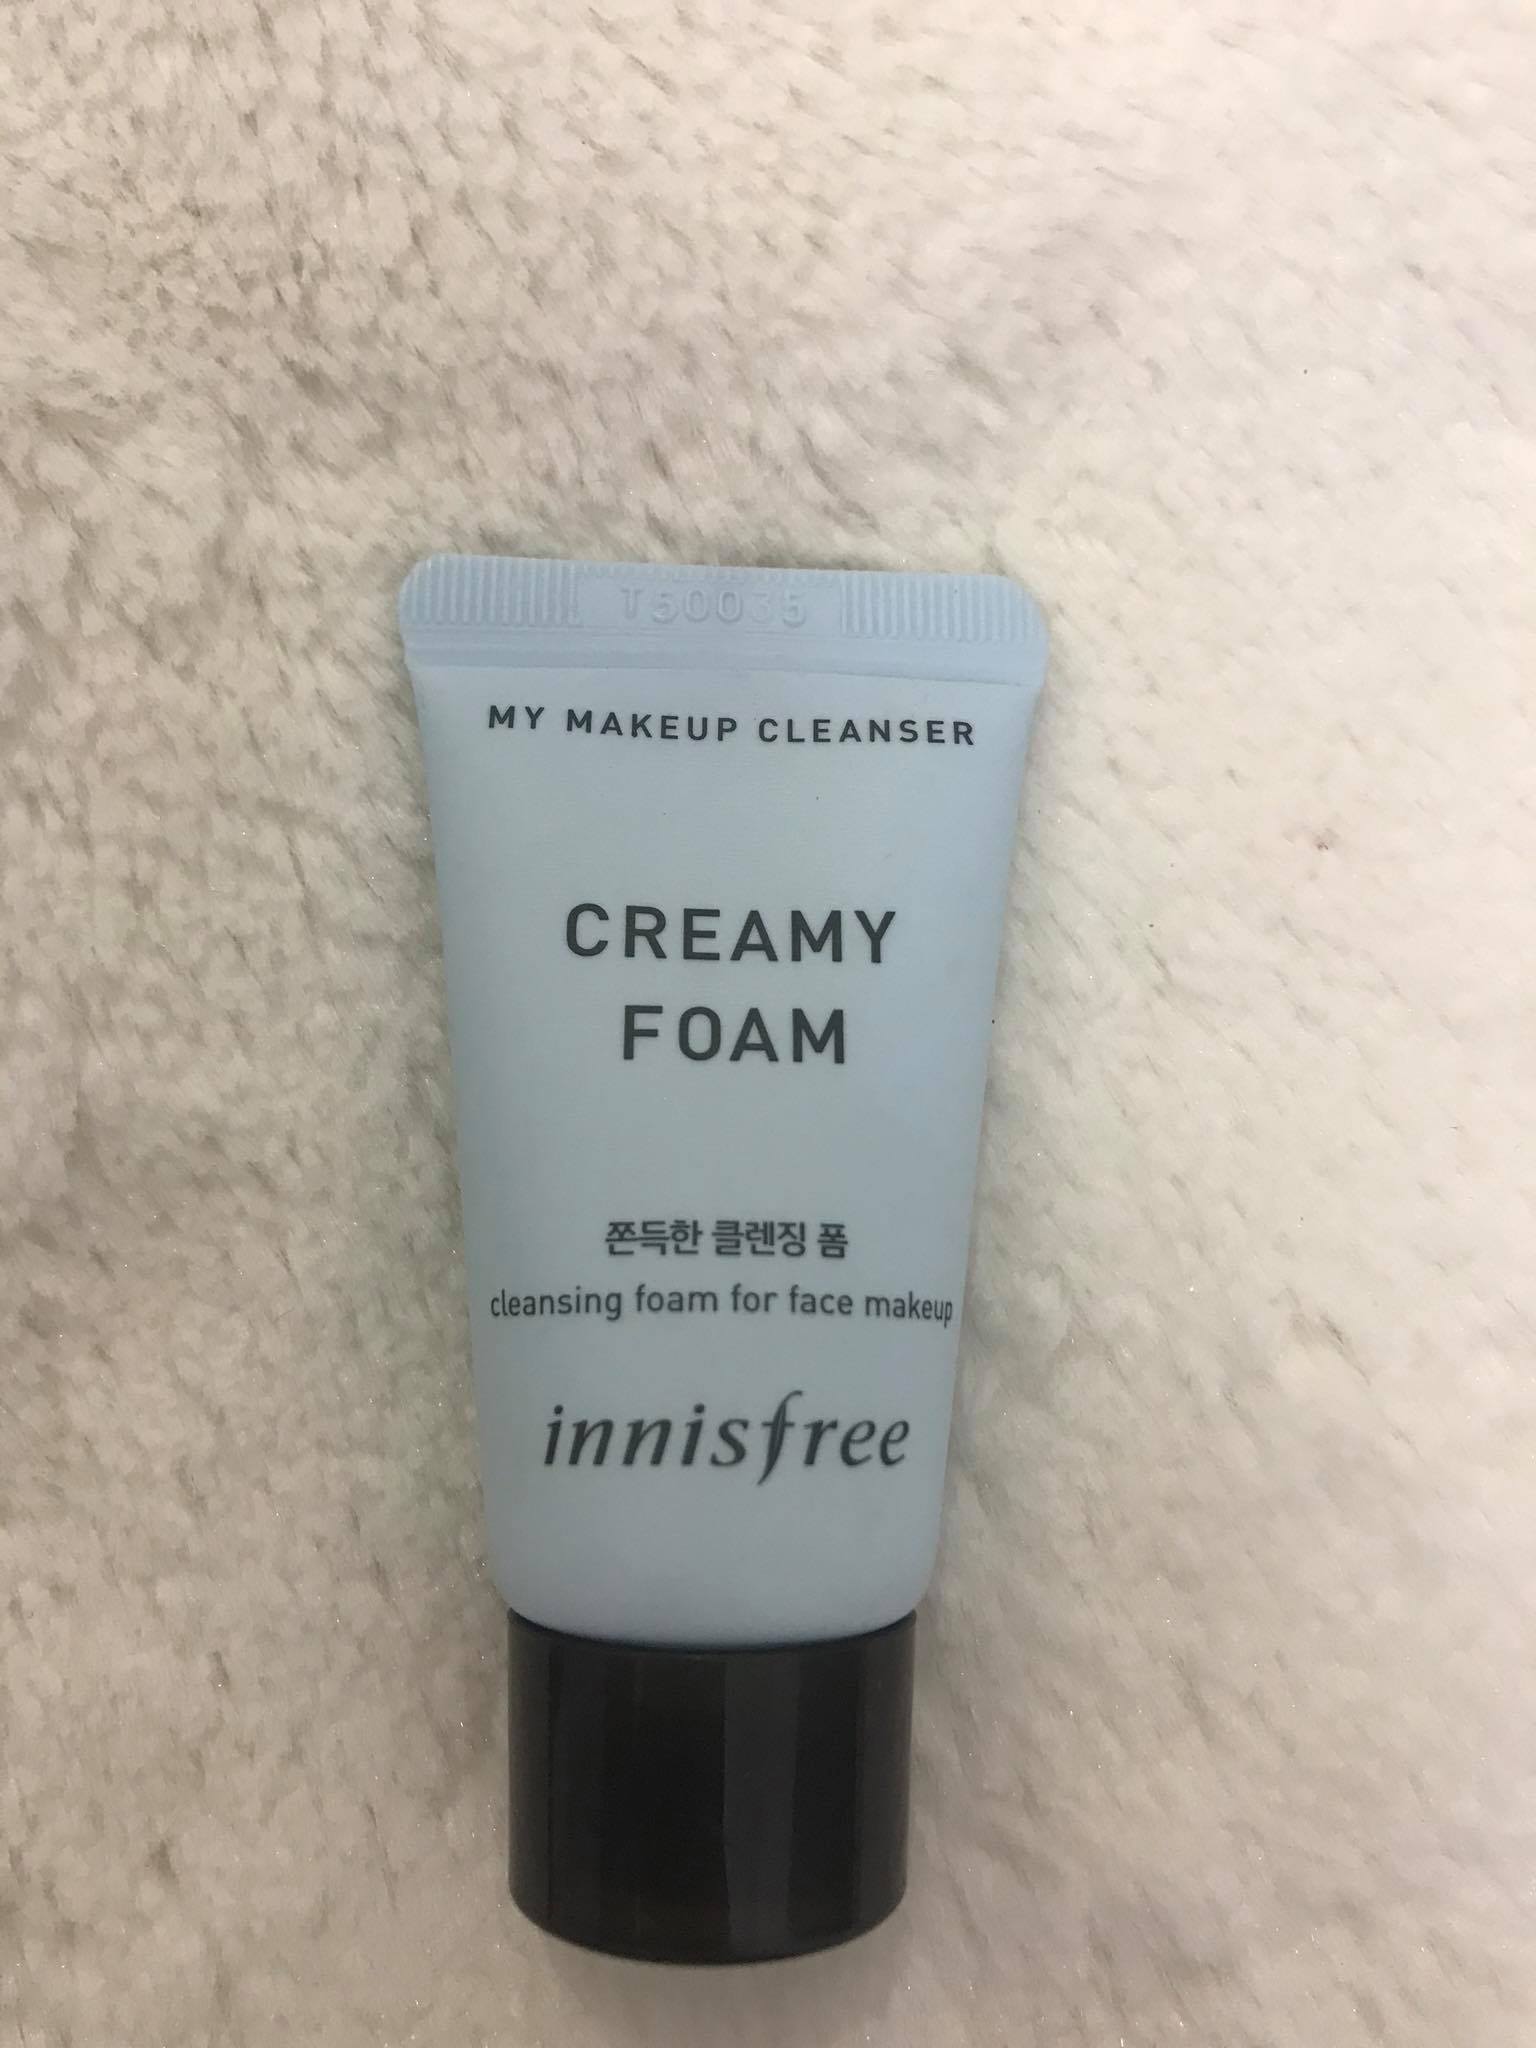 T50035
MY MAKEUP CLEANSER
CREAMY
FOAM
쫀득한 클렌징 폼
cleansing foam for face makeup
innisfree